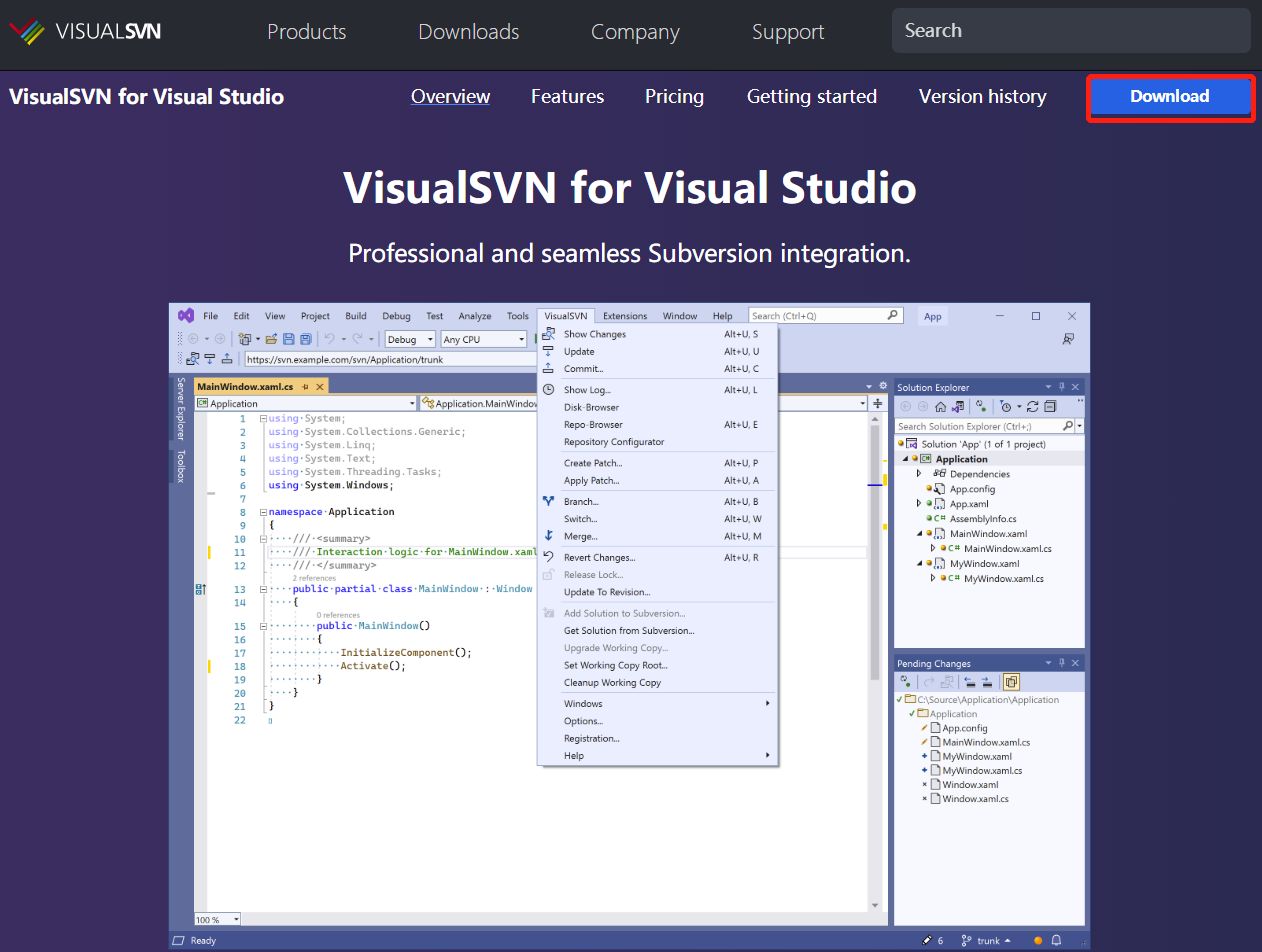 VISUALSVN Products Downloads Company Support Search
VisualSVN for Visual Studio Overview Features Pricing Getting started Version history Download
VisualSVN for Visual Studio
Professional and seamless Subversion integration.
File Edit View Project Build Debug Test Analyze Tools VisualSVN Extensions Window Help Search (Ctrl+Q) App
Debug Any CPU
https://svn.example.com/svn/Application/trunk
Show Changes Alt+U, S
Update Alt+U, U
Commit... Alt+U, C
Show Log... Alt+U, L
Disk-Browser
Repo-Browser Alt+U, E
Repository Configurator
Create Patch... Alt+U, P
Apply Patch... Alt+U, A
Branch... Alt+U, B
Switch... Alt+U, W
Merge... Alt+U, M
Revert Changes... Alt+U, R
Release Lock...
Update To Revision...
Add Solution to Subversion...
Get Solution from Subversion...
Upgrade Working Copy...
Set Working Copy Root...
Cleanup Working Copy
Windows
Options...
Registration...
Help
Server Explorer
Toolbox
MainWindow.xaml.cs
Application Application.MainWindow
1 using System;
2 using System.Collections.Generic;
3 using System.Linq;
4 using System.Text;
5 using System.Threading.Tasks;
6 using System.Windows;
7
8 namespace Application
9 {
10 /// <summary>
11 /// Interaction logic for MainWindow.xaml
12 /// </summary>
2 references
13 public partial class MainWindow : Window
14 {
0 references
15 public MainWindow()
16 {
17 InitializeComponent();
18 Activate();
19 }
20 }
21 }
22
100 %
Solution Explorer
Search Solution Explorer (Ctrl+;)
Solution 'App' (1 of 1 project)
Application
Dependencies
App.config
App.xaml
C# AssemblyInfo.cs
MainWindow.xaml
C# MainWindow.xaml.cs
MyWindow.xaml
C# MyWindow.xaml.cs
Pending Changes
C:\Source\Application\Application
Application
App.config
MainWindow.xaml.cs
MyWindow.xaml
MyWindow.xaml.cs
Window.xaml
Window.xaml.cs
Ready 6 trunk